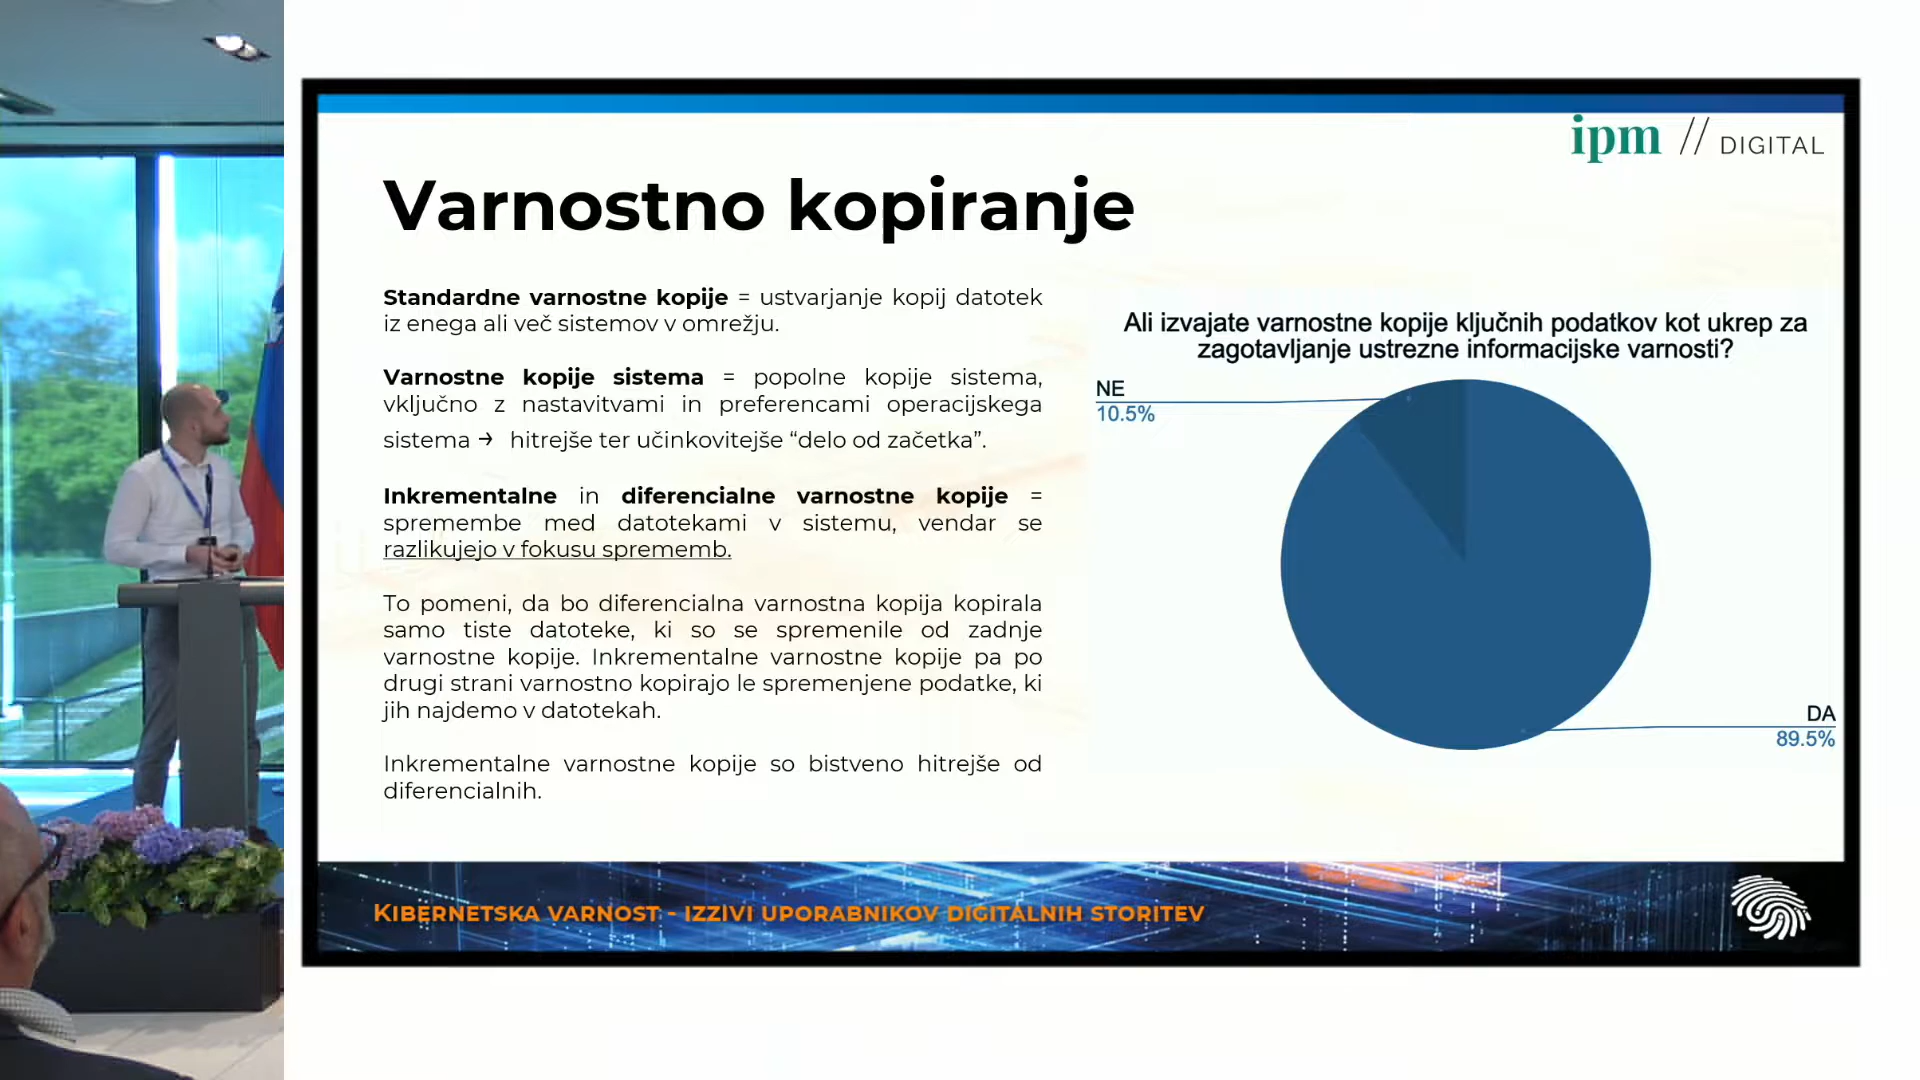 ipm // DIGITAL
Varnostno kopiranje
Standardne varnostne kopije = ustvarjanje kopij datotek
iz enega ali več sistemov v omrežju.
Varnostne kopije sistema = popolne kopije sistema,
vključno z nastavitvami in preferencami operacijskega
sistema → hitrejše ter učinkovitejše “delo od začetka”.
Inkrementalne in diferencialne varnostne kopije =
spremembe med datotekami v sistemu, vendar se
razlikujejo v fokusu sprememb.
To pomeni, da bo diferencialna varnostna kopija kopirala
samo tiste datoteke, ki so se spremenile od zadnje
varnostne kopije. Inkrementalne varnostne kopije pa po
drugi strani varnostno kopirajo le spremenjene podatke, ki
jih najdemo v datotekah.
Inkrementalne varnostne kopije so bistveno hitrejše od
diferencialnih.
Ali izvajate varnostne kopije ključnih podatkov kot ukrep za
zagotavljanje ustrezne informacijske varnosti?
NE
10.5%
DA
89.5%
KIBERNETSKA VARNOST - IZZIVI UPORABNIKOV DIGITALNIH STORITEV